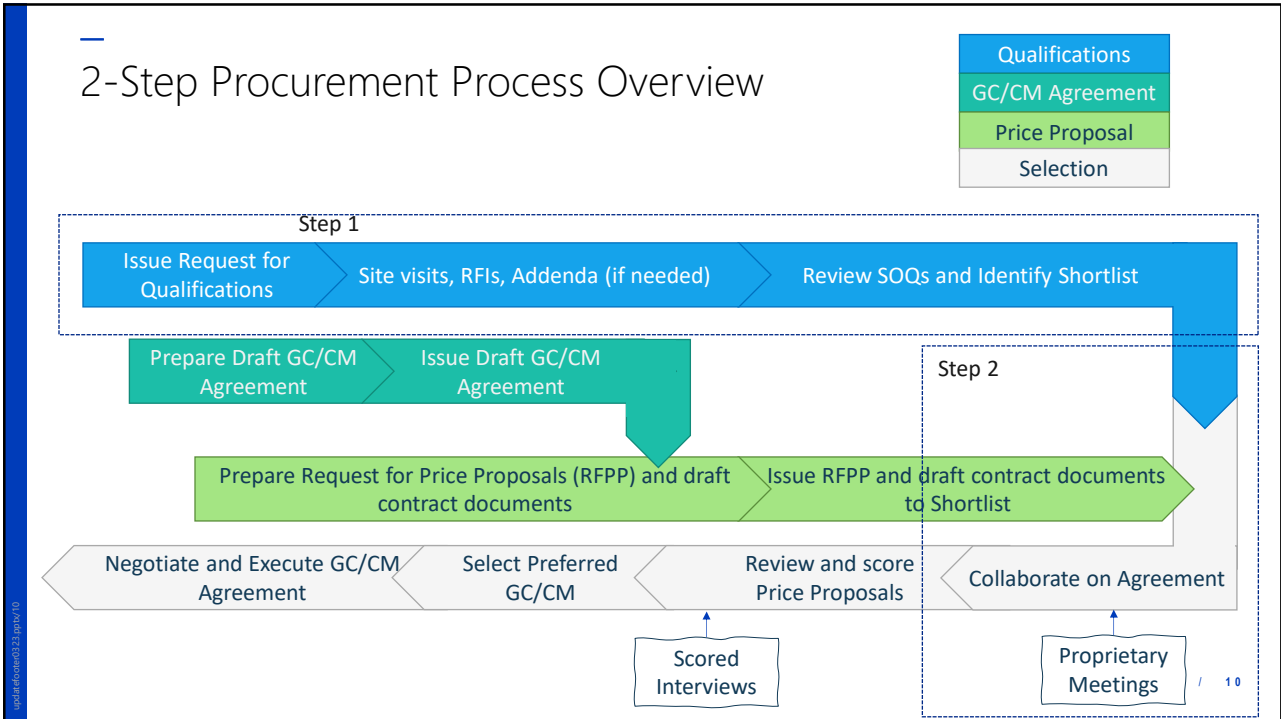 2-Step Procurement Process Overview
Qualifications
GC/CM Agreement
Price Proposal
Selection
Step 1
Issue Request for
Qualifications
Site visits, RFIs, Addenda (if needed)
Review SOQs and Identify Shortlist
Prepare Draft GC/CM
Agreement
Issue Draft GC/CM
Agreement
Step 2
Prepare Request for Price Proposals (RFPP) and draft
contract documents
Issue RFPP and draft contract documents
to Shortlist
Negotiate and Execute GC/CM
Agreement
Select Preferred
GC/CM
Review and score
Price Proposals
Collaborate on Agreement
Scored
Interviews
Proprietary
Meetings
/ 10
updatefooter0323.pptx/10